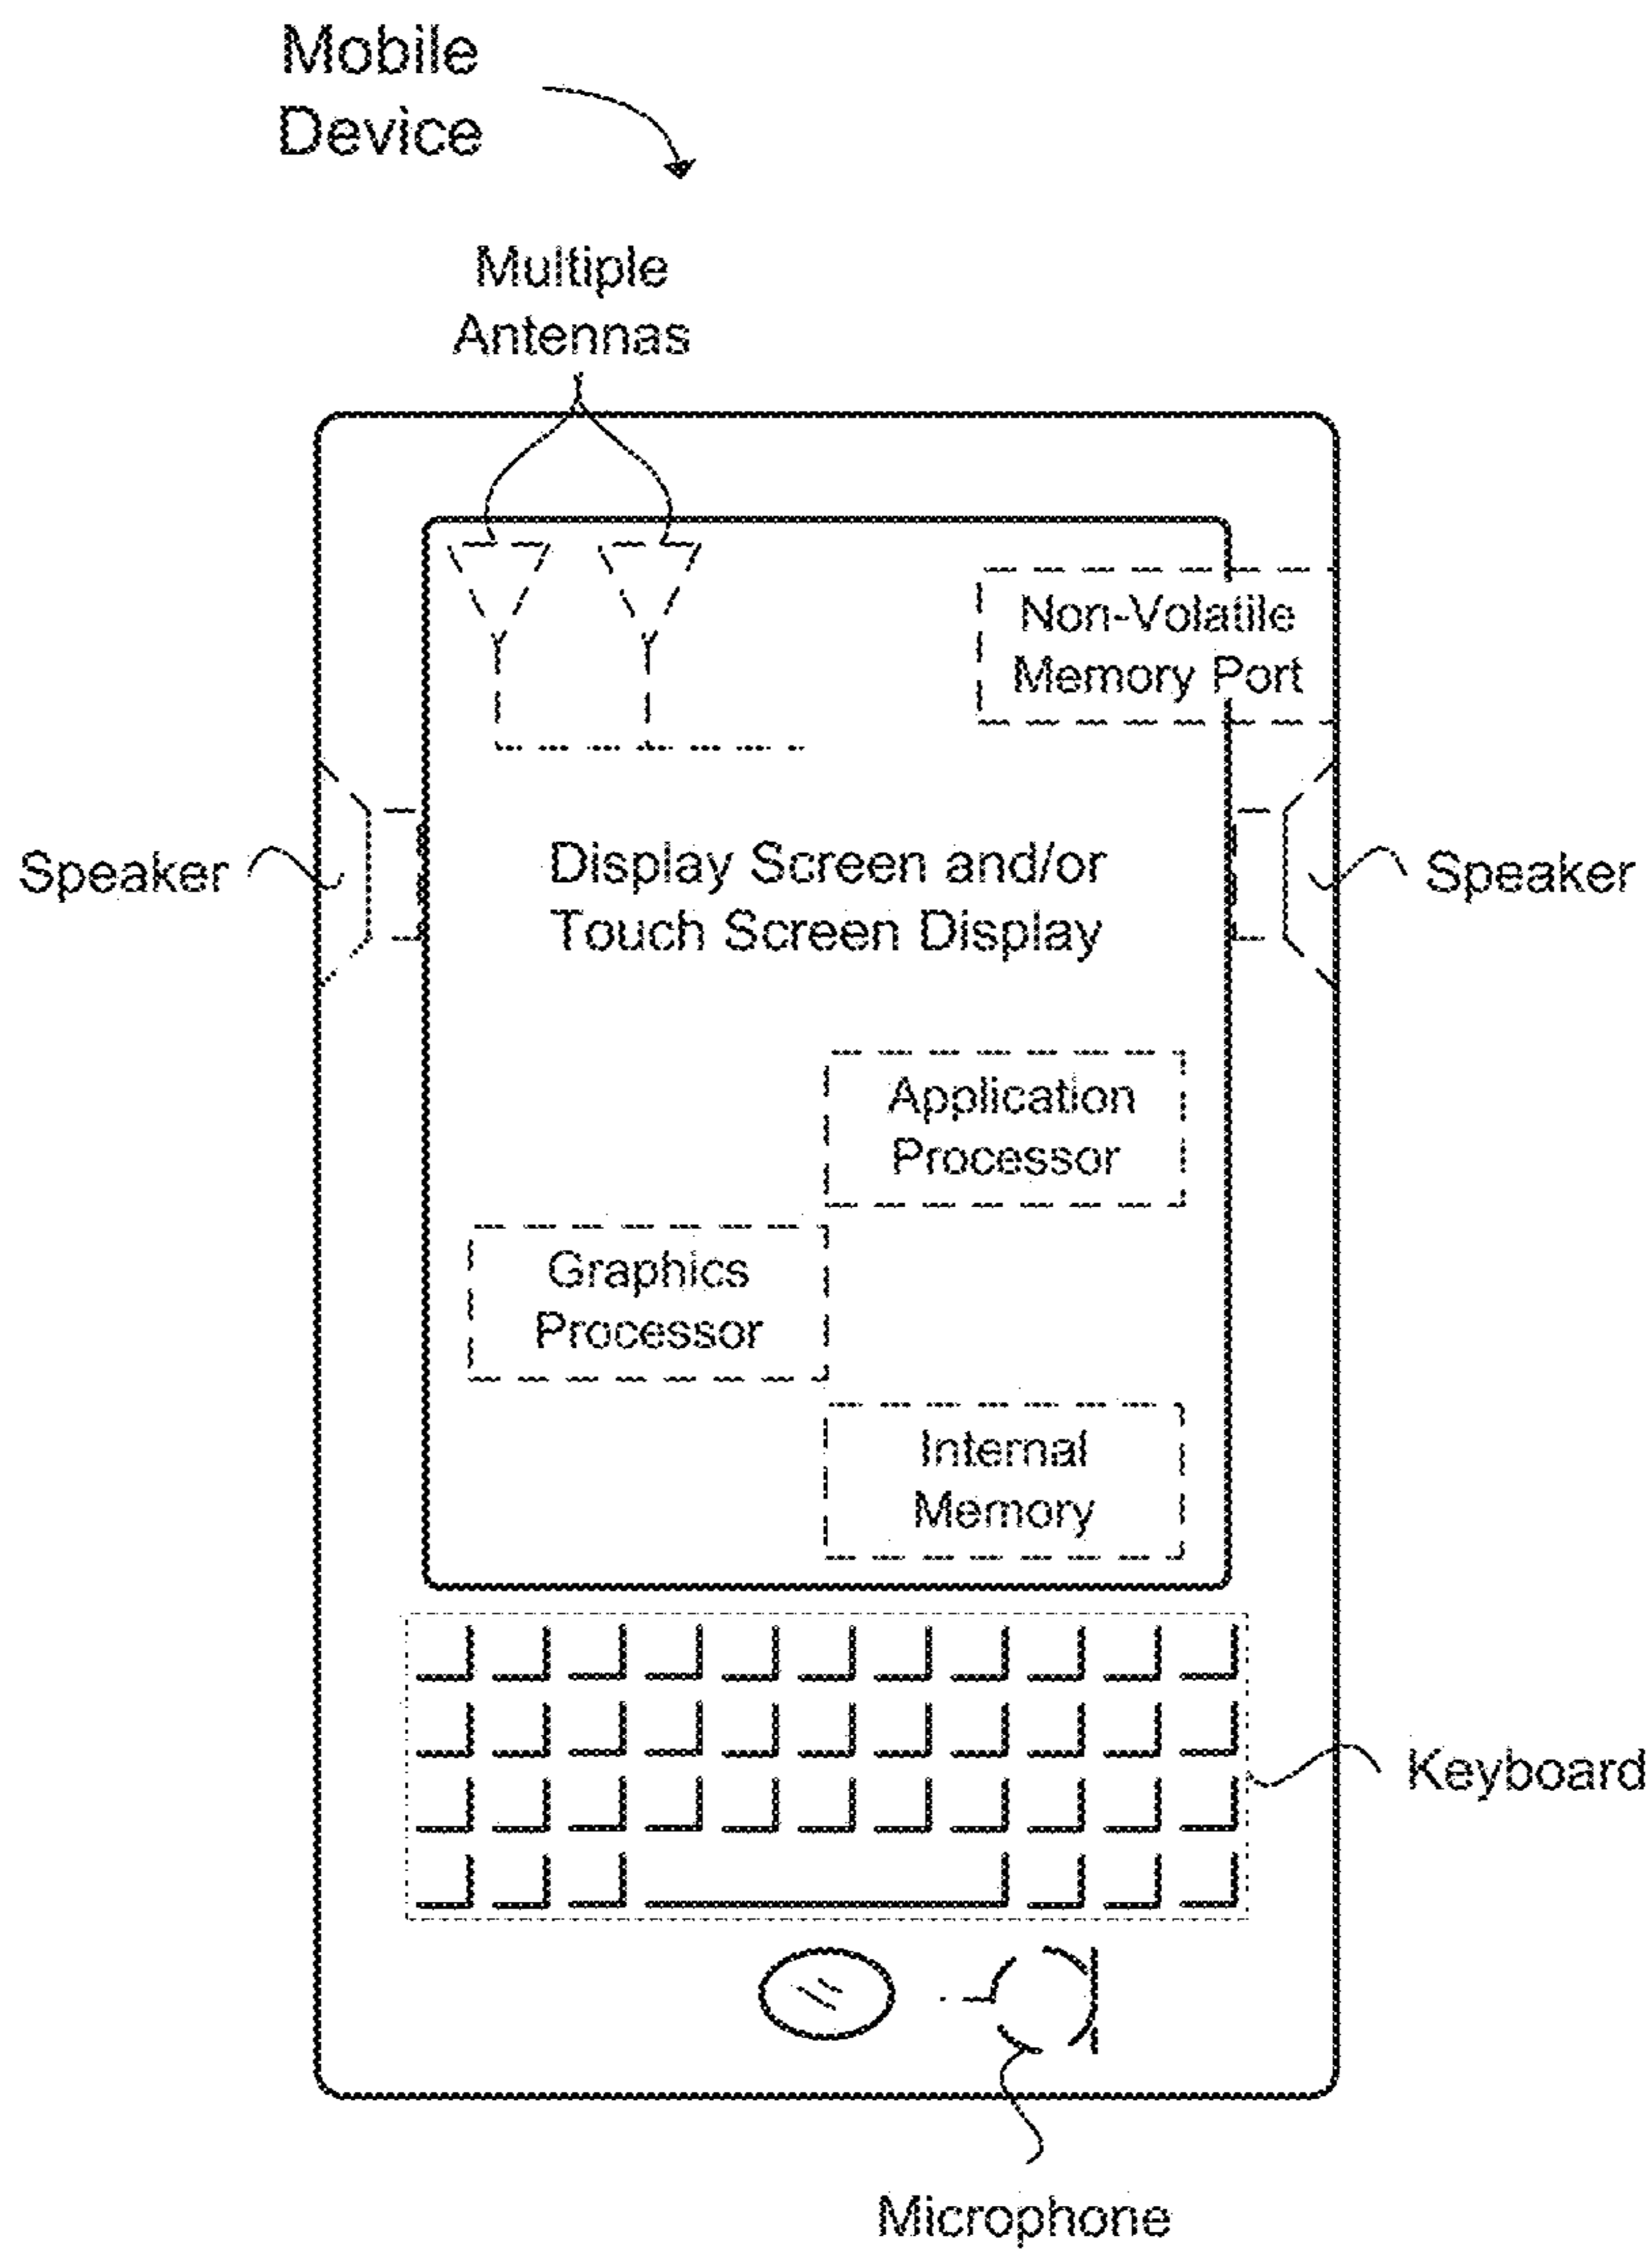 Mobile
Device
Multiple
Antennas
Non-Volatile
Memory Port
Speaker
Display Screen and/or
Touch Screen Display
Speaker
Application
Processor
Graphics
Processor
Internal
Memory
Keyboard
Microphone